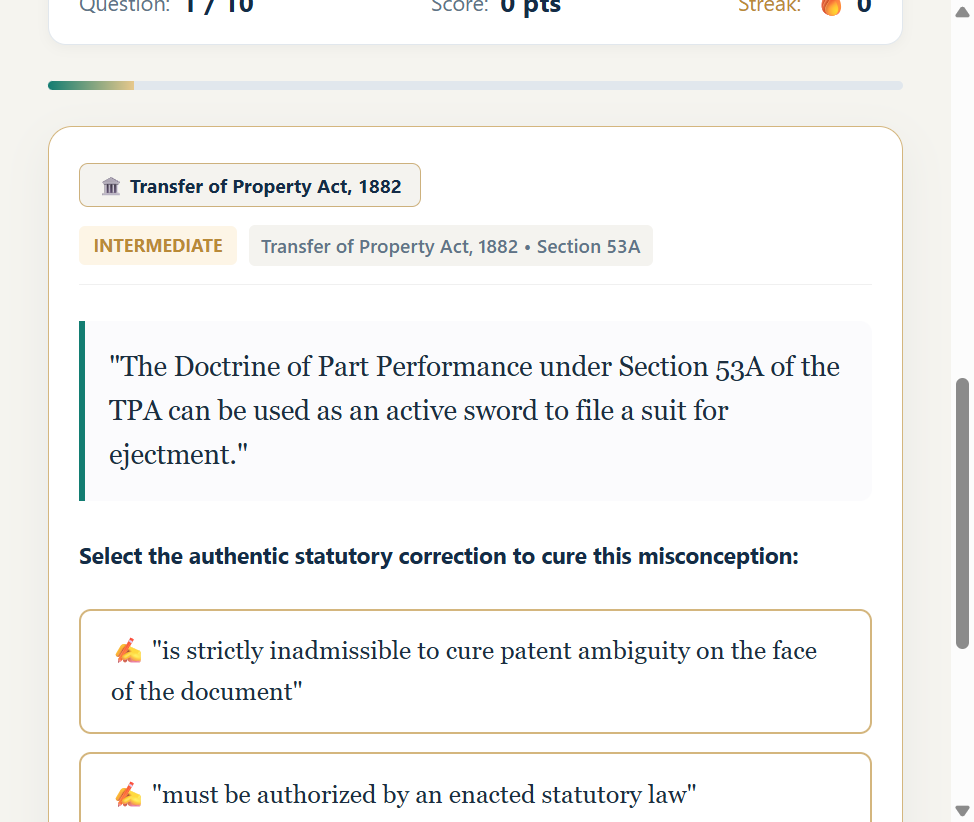 Question: 1 / 10 Score: 0 pts Streak: 🔥 0
🏛️ Transfer of Property Act, 1882
INTERMEDIATE Transfer of Property Act, 1882 • Section 53A
"The Doctrine of Part Performance under Section 53A of the
TPA can be used as an active sword to file a suit for
ejectment."
Select the authentic statutory correction to cure this misconception:
✍️ "is strictly inadmissible to cure patent ambiguity on the face
of the document"
✍️ "must be authorized by an enacted statutory law"